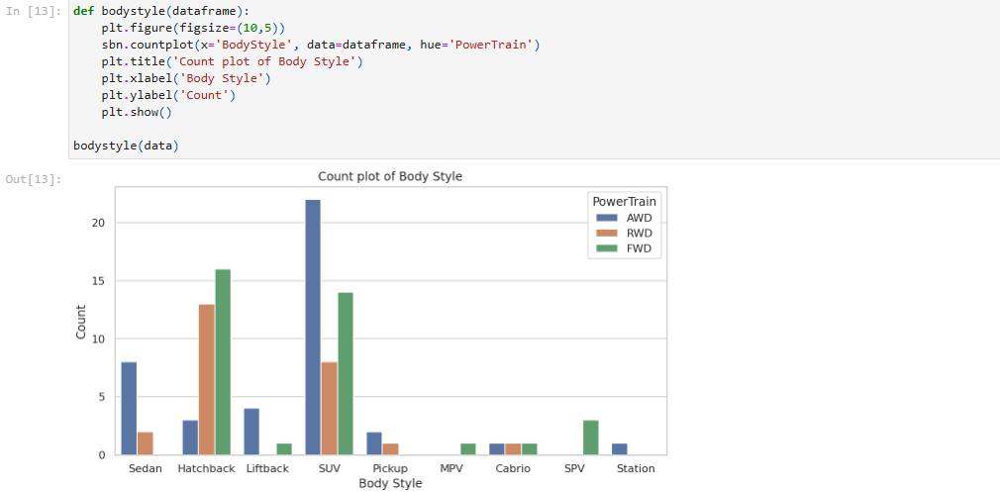 In [13]:
def bodystyle(dataframe):
plt.figure(figsize=(10,5))
sbn.countplot(x='BodyStyle', data=dataframe, hue='PowerTrain')
plt.title('Count plot of Body Style')
plt.xlabel('Body Style')
plt.ylabel('Count')
plt.show()
bodystyle(data)
Out[13]:
Count plot of Body Style
PowerTrain
AWD
RWD
FWD
20
15
10
5
0
Count
Sedan Hatchback Liftback SUV Pickup MPV Cabrio SPV Station
Body Style